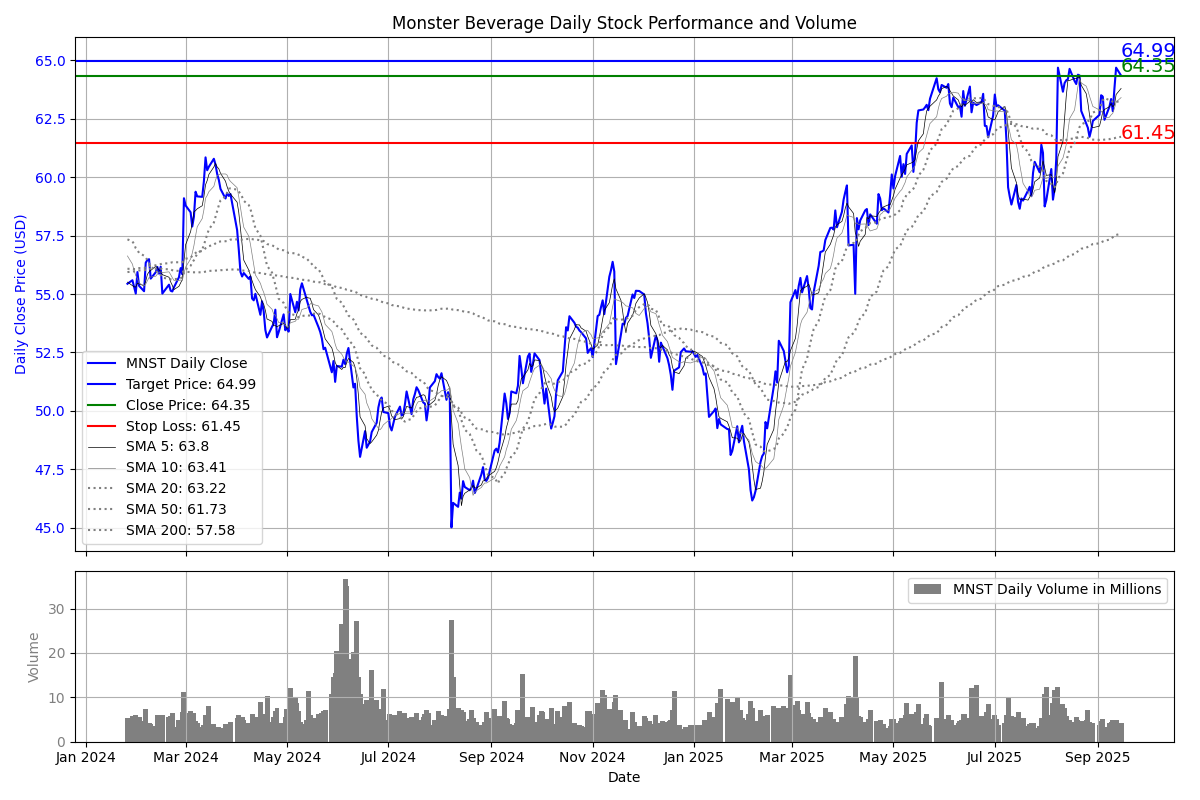 Monster Beverage Daily Stock Performance and Volume
Daily Close Price (USD)
65.0
62.5
60.0
57.5
55.0
52.5
50.0
47.5
45.0
64.99
64.35
61.45
MNST Daily Close
Target Price: 64.99
Close Price: 64.35
Stop Loss: 61.45
SMA 5: 63.8
SMA 10: 63.41
SMA 20: 63.22
SMA 50: 61.73
SMA 200: 57.58
Volume
30
20
10
0
MNST Daily Volume in Millions
Jan 2024 Mar 2024 May 2024 Jul 2024 Sep 2024 Nov 2024 Jan 2025 Mar 2025 May 2025 Jul 2025 Sep 2025
Date